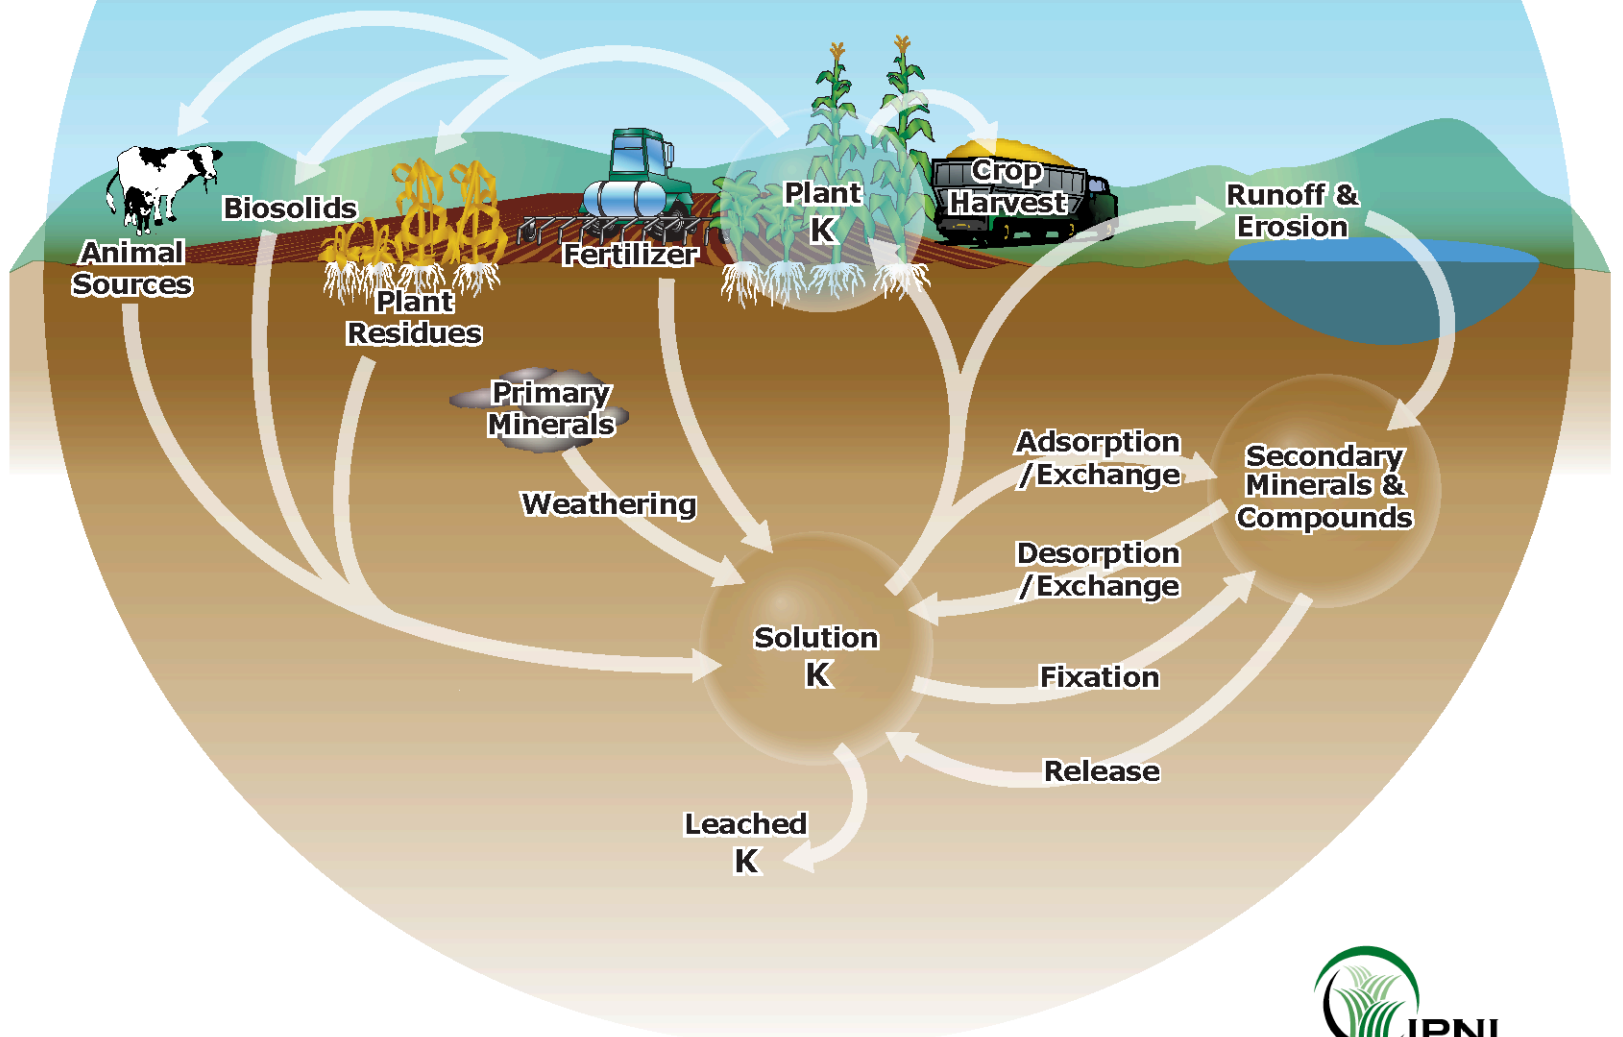 Crop
Harvest
Plant
K
Runoff &
Erosion
Biosolids
Animal
Sources
Fertilizer
Plant
Residues
Primary
Minerals
Weathering
Adsorption
/Exchange
Secondary
Minerals &
Compounds
Desorption
/Exchange
Solution
K
Fixation
Release
Leached
K
IPNI